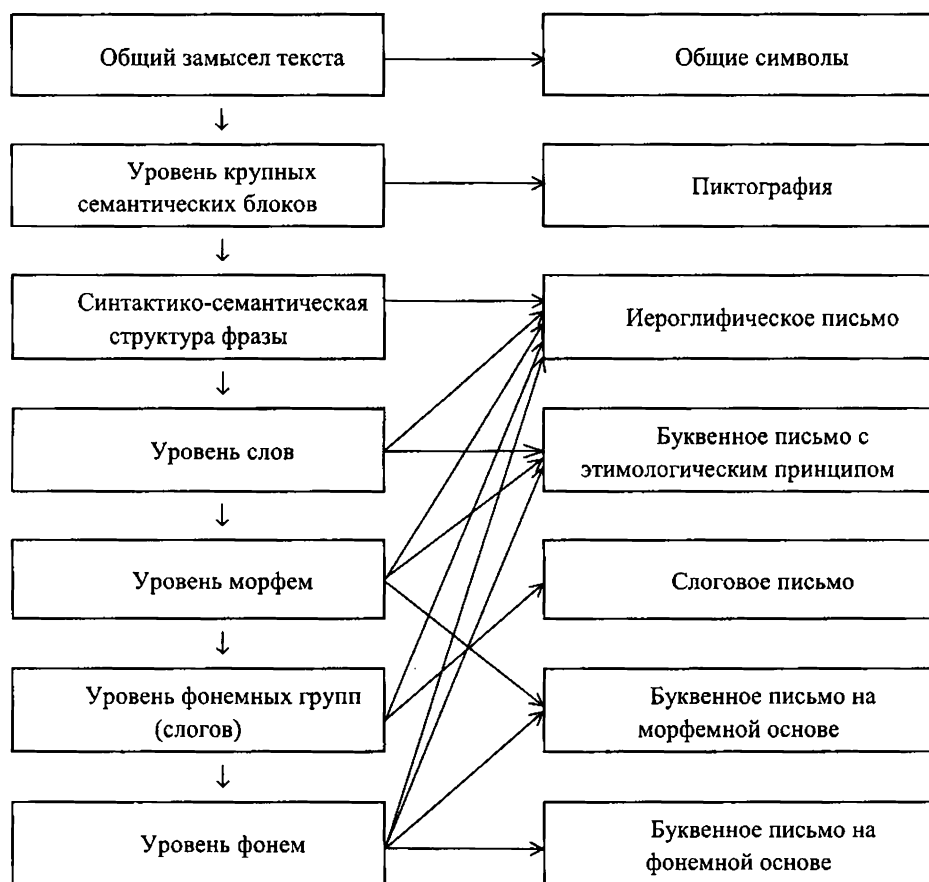 Общий замысел текста
Общие символы
Уровень крупных
семантических блоков
Пиктография
Синтактико-семантическая
структура фразы
Иероглифическое письмо
Уровень слов
Буквенное письмо с
этимологическим принципом
Уровень морфем
Слоговое письмо
Уровень фонемных групп
(слогов)
Буквенное письмо на
морфемной основе
Уровень фонем
Буквенное письмо на
фонемной основе